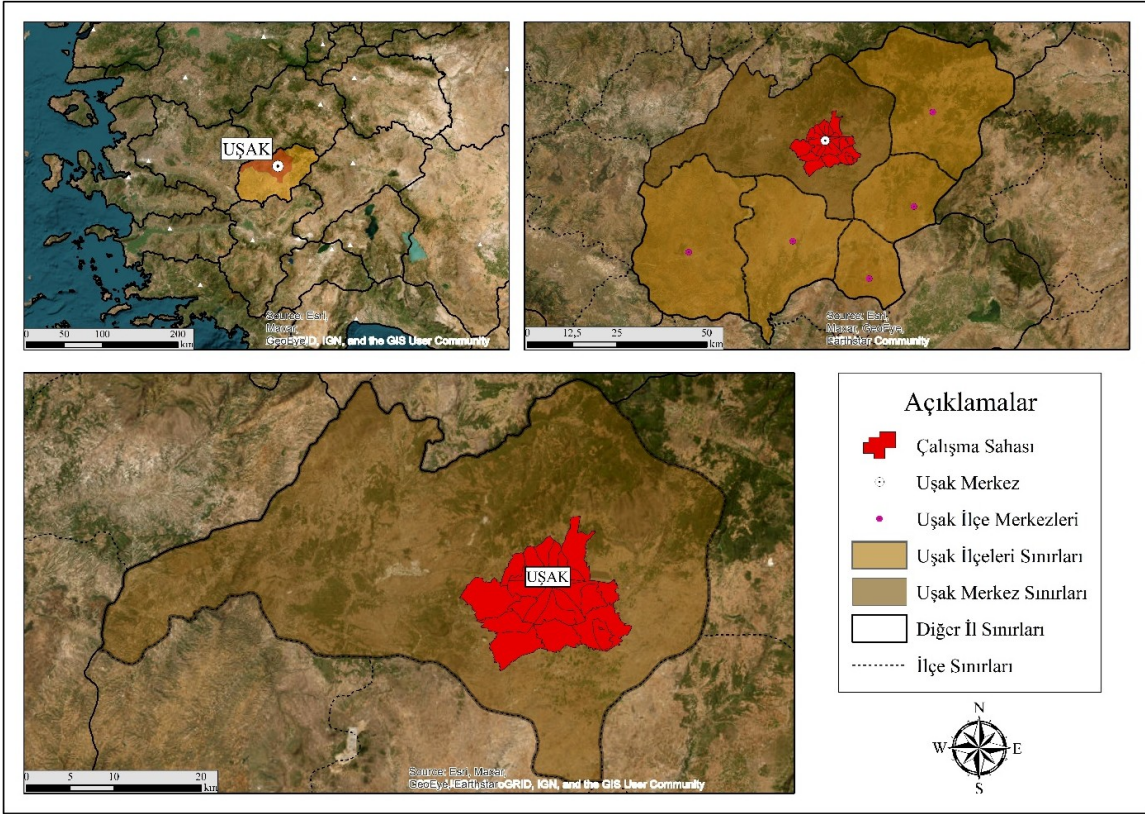 UŞAK
0 50 100 200
km
Source: Esri,
Maxar,
GeoEye, IGN, and the GIS User Community
0 12,5 25 50
km
Source: Esri,
Maxar, GeoEye,
Earthstar Community
UŞAK
0 5 10 20
km
Source: Esri, Maxar,
GeoEye, Earthstar oGRID, IGN, and the GIS User Community
Açıklamalar
Çalışma Sahası
Uşak Merkez
Uşak İlçe Merkezleri
Uşak İlçeleri Sınırları
Uşak Merkez Sınırları
Diğer İl Sınırları
İlçe Sınırları
N
W E
S